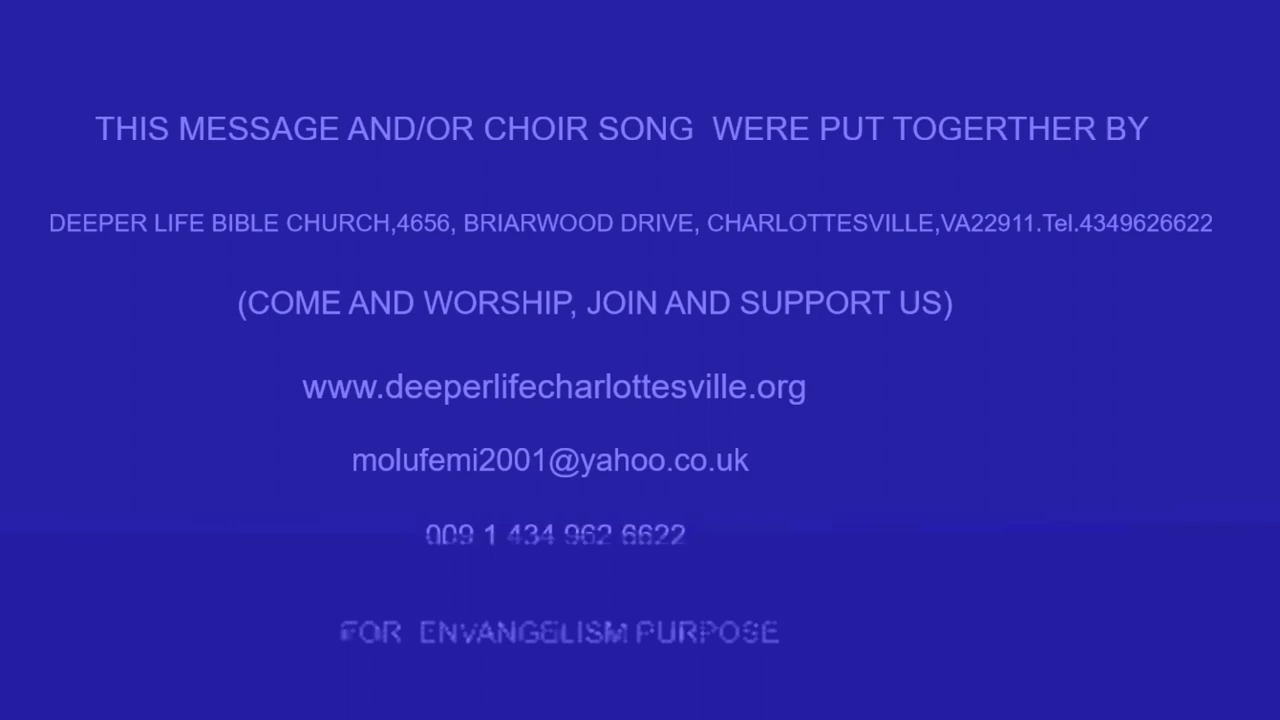 THIS MESSAGE AND/OR CHOIR SONG  WERE PUT TOGERTHER BY
DEEPER LIFE BIBLE CHURCH,4656, BRIARWOOD DRIVE, CHARLOTTESVILLE,VA22911.Tel.4349626622
(COME AND WORSHIP, JOIN AND SUPPORT US)
www.deeperlifecharlottesville.org
molufemi2001@yahoo.co.uk
009 1 434 962 6622
FOR  ENVANGELISM PURPOSE